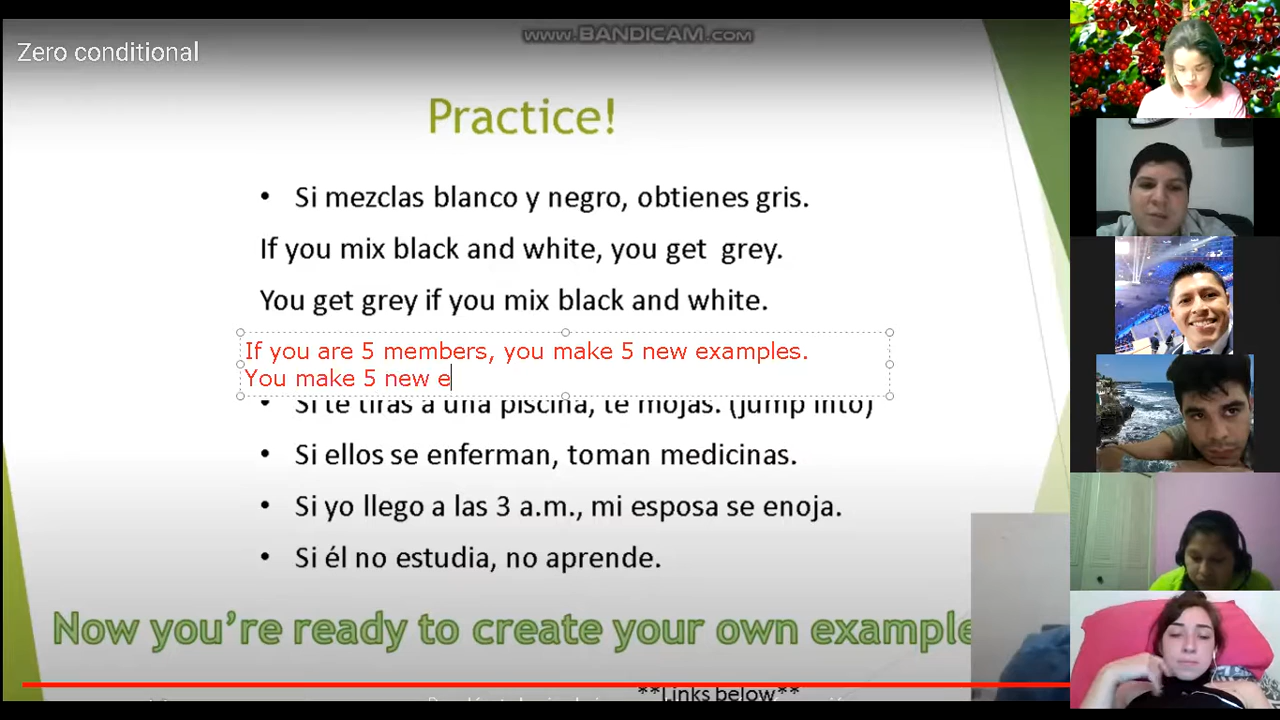 www.BANDICAM.com
Zero conditional
Practice!
• Si mezclas blanco y negro, obtienes gris.
If you mix black and white, you get grey.
You get grey if you mix black and white.
If you are 5 members, you make 5 new examples.
You make 5 new e
• Si te tiras a una piscina, te mojas. (jump into)
• Si ellos se enferman, toman medicinas.
• Si yo llego a las 3 a.m., mi esposa se enoja.
• Si él no estudia, no aprende.
Now you're ready to create your own example
**Links below**